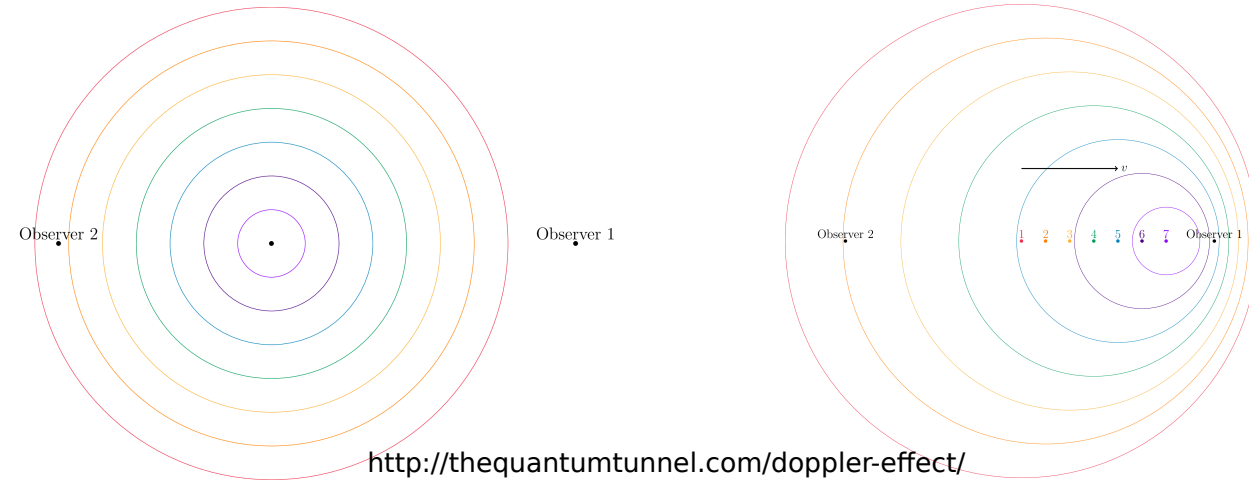 Observer 2
Observer 1
v
Observer 2
1 2 3 4 5 6 7
Observer 1
http://thequantumtunnel.com/doppler-effect/